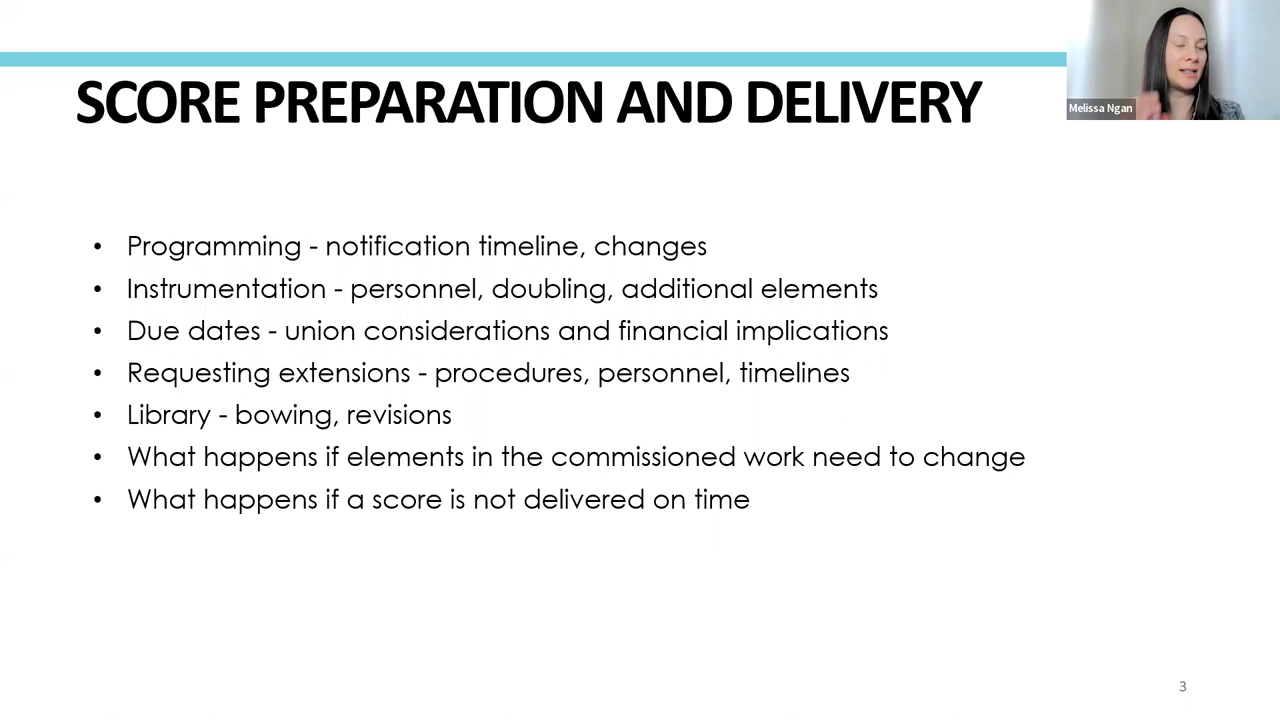 SCORE PREPARATION AND DELIVERY
Melissa Ngan
• Programming - notification timeline, changes
• Instrumentation - personnel, doubling, additional elements
• Due dates - union considerations and financial implications
• Requesting extensions - procedures, personnel, timelines
• Library - bowing, revisions
• What happens if elements in the commissioned work need to change
• What happens if a score is not delivered on time
3